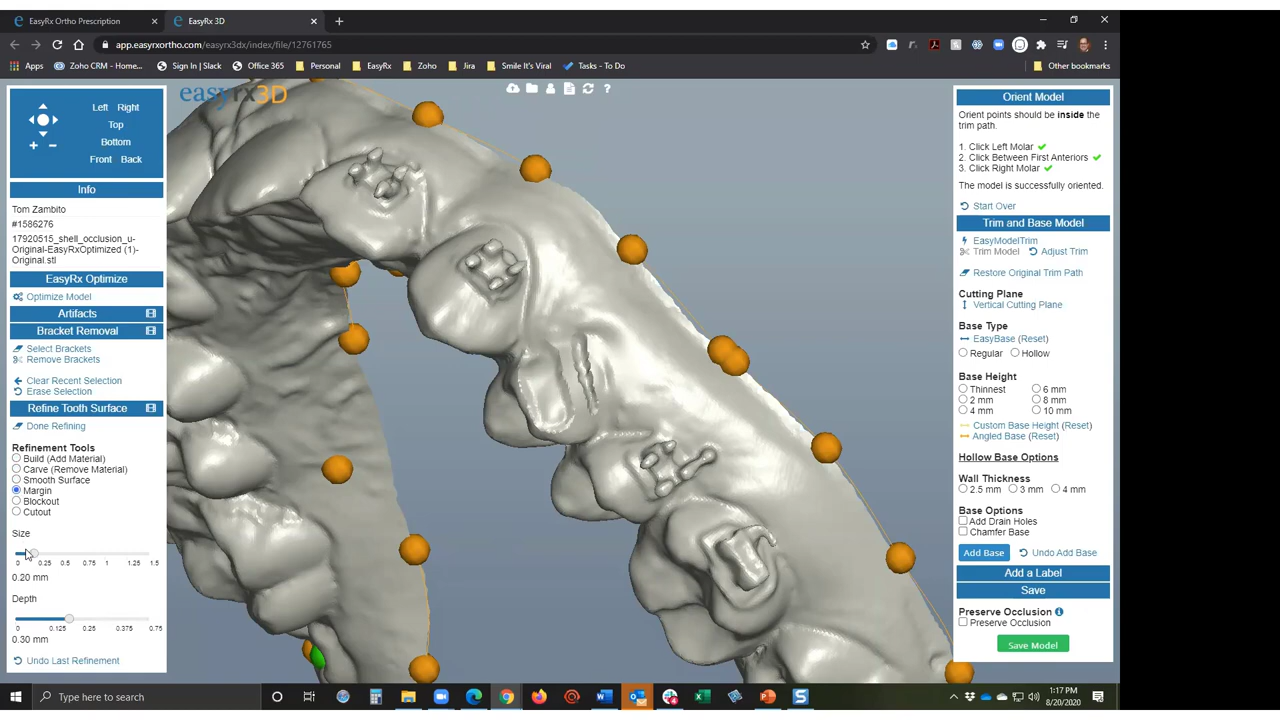 EasyRx Ortho Prescription
EasyRx 3D
app.easyrxortho.com/easyrx3dx/index/file/12761765
Apps
Zoho CRM - Home...
Sign In | Slack
Office 365
Personal
EasyRx
Zoho
Jira
Smile It's Viral
Tasks - To Do
Other bookmarks
easyrx3D
Left Right
Top
Bottom
Front Back
Info
Tom Zambito
#1586276
17920515_shell_occlusion_u-
Original-EasyRxOptimized (1)-
Original.stl
EasyRx Optimize
Optimize Model
Artifacts
Bracket Removal
Select Brackets
Remove Brackets
Clear Recent Selection
Erase Selection
Refine Tooth Surface
Done Refining
Refinement Tools
Build (Add Material)
Carve (Remove Material)
Smooth Surface
Margin
Blockout
Cutout
Size
0 0.25 0.5 0.75 1 1.25 1.5
0.20 mm
Depth
0 0.125 0.25 0.375 0.75
0.30 mm
Undo Last Refinement
Orient Model
Orient points should be inside the
trim path.
1. Click Left Molar
2. Click Between First Anteriors
3. Click Right Molar
The model is successfully oriented.
Start Over
Trim and Base Model
EasyModelTrim
Trim Model Adjust Trim
Restore Original Trim Path
Cutting Plane
Vertical Cutting Plane
Base Type
EasyBase (Reset)
Regular Hollow
Base Height
Thinnest 6 mm
2 mm 8 mm
4 mm 10 mm
Custom Base Height (Reset)
Angled Base (Reset)
Hollow Base Options
Wall Thickness
2.5 mm 3 mm 4 mm
Base Options
Add Drain Holes
Chamfer Base
Add Base Undo Add Base
Add a Label
Save
Preserve Occlusion
Preserve Occlusion
Save Model
Type here to search
1:17 PM
8/20/2020